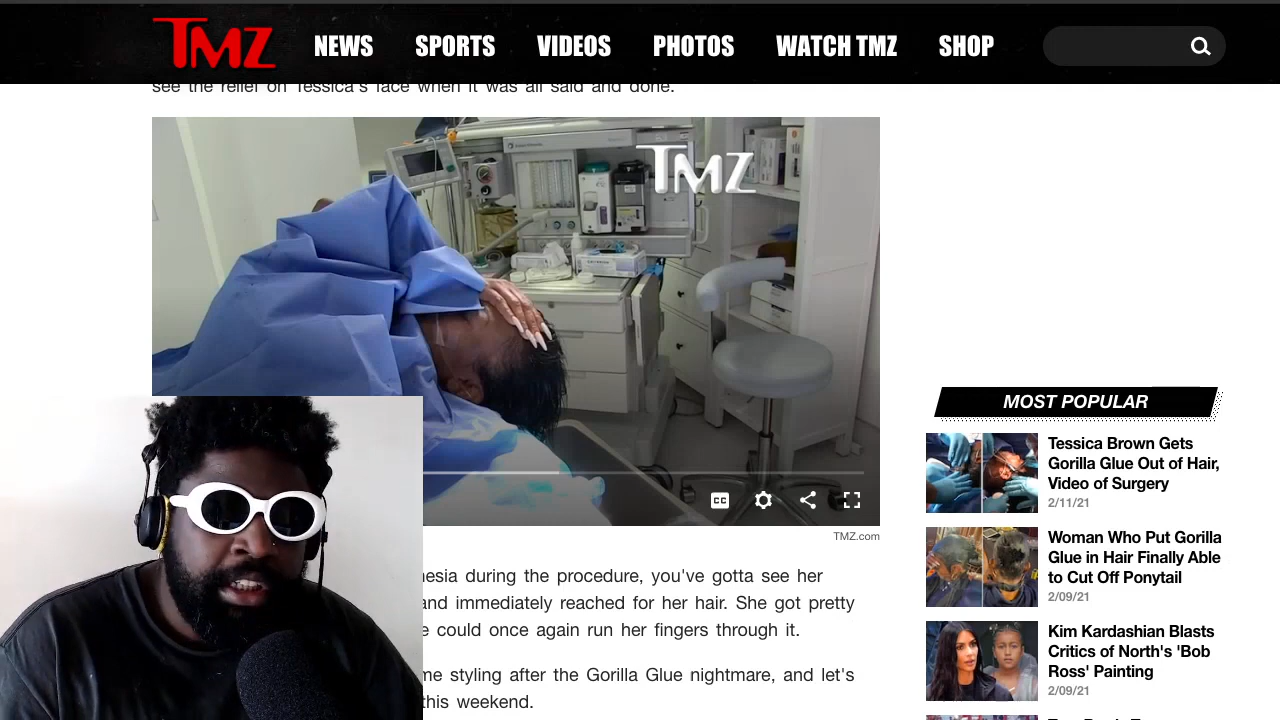 TMZ NEWS SPORTS VIDEOS PHOTOS WATCH TMZ SHOP
see the relief on Tessica's face when it was all said and done.
TMZ
CC
TMZ.com
nesia during the procedure, you've gotta see her
and immediately reached for her hair. She got pretty
e could once again run her fingers through it.
me styling after the Gorilla Glue nightmare, and let's
this weekend.
MOST POPULAR
Tessica Brown Gets
Gorilla Glue Out of Hair,
Video of Surgery
2/11/21
Woman Who Put Gorilla
Glue in Hair Finally Able
to Cut Off Ponytail
2/09/21
Kim Kardashian Blasts
Critics of North's 'Bob
Ross' Painting
2/09/21